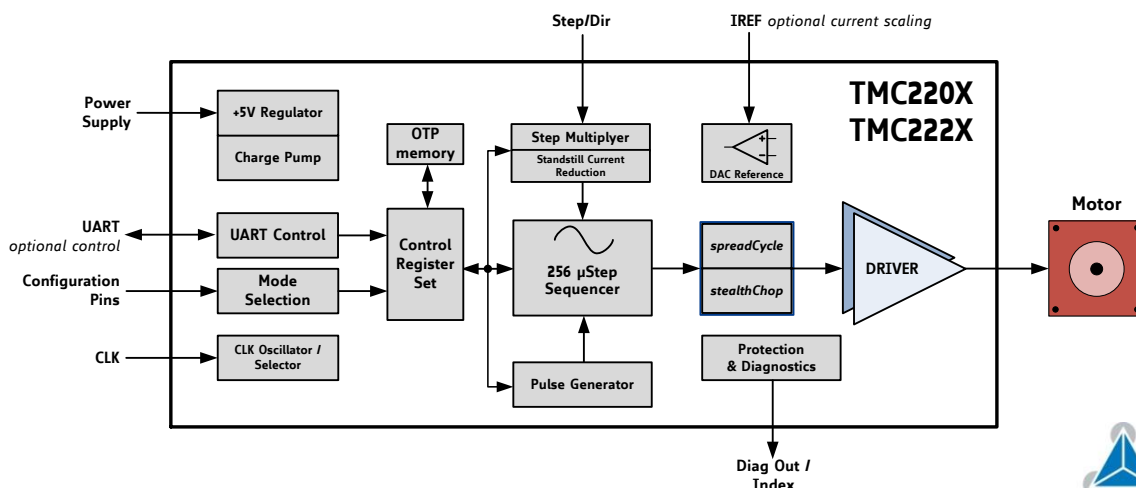 Step/Dir
IREF optional current scaling
TMC220X
TMC222X
Power
Supply
+5V Regulator
Charge Pump
OTP
memory
Step Multiplyer
Standstill Current
Reduction
DAC Reference
UART
optional control
UART Control
Control
Register
Set
256 µStep
Sequencer
spreadCycle
stealthChop
DRIVER
Motor
Configuration
Pins
Mode
Selection
CLK
CLK Oscillator /
Selector
Pulse Generator
Protection
& Diagnostics
Diag Out /
Index